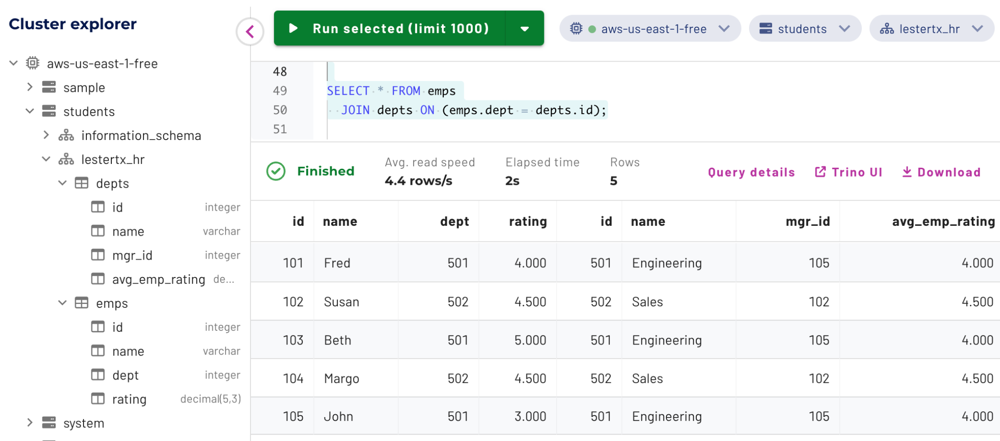 Cluster explorer
aws-us-east-1-free
sample
students
information_schema
lestertx_hr
depts
id integer
name varchar
mgr_id integer
avg_emp_rating de...
emps
id integer
name varchar
dept integer
rating decimal(5,3)
system
Run selected (limit 1000)
aws-us-east-1-free students lestertx_hr
48
49 SELECT * FROM emps
50 JOIN depts ON (emps.dept = depts.id);
51
Finished
Avg. read speed
4.4 rows/s
Elapsed time
2s
Rows
5
Query details Trino UI Download
id name dept rating id name mgr_id avg_emp_rating
101 Fred 501 4.000 501 Engineering 105 4.000
102 Susan 502 4.500 502 Sales 102 4.500
103 Beth 501 5.000 501 Engineering 105 4.000
104 Margo 502 4.500 502 Sales 102 4.500
105 John 501 3.000 501 Engineering 105 4.000